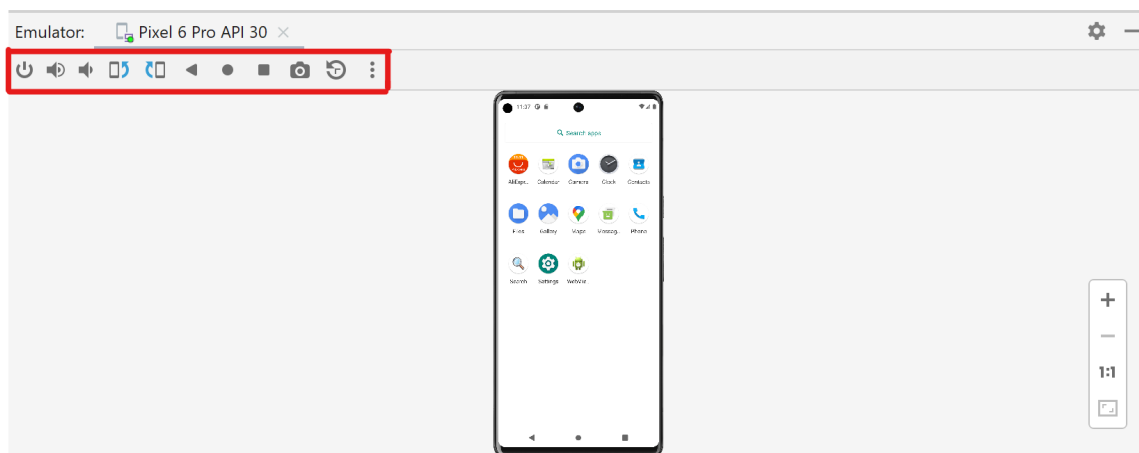 Emulator: Pixel 6 Pro API 30
11:37
Search apps
AliExpr... Calendar Camera Clock Contacts
Files Gallery Maps Messag.. Phone
Search Settings WebVie..
1:1